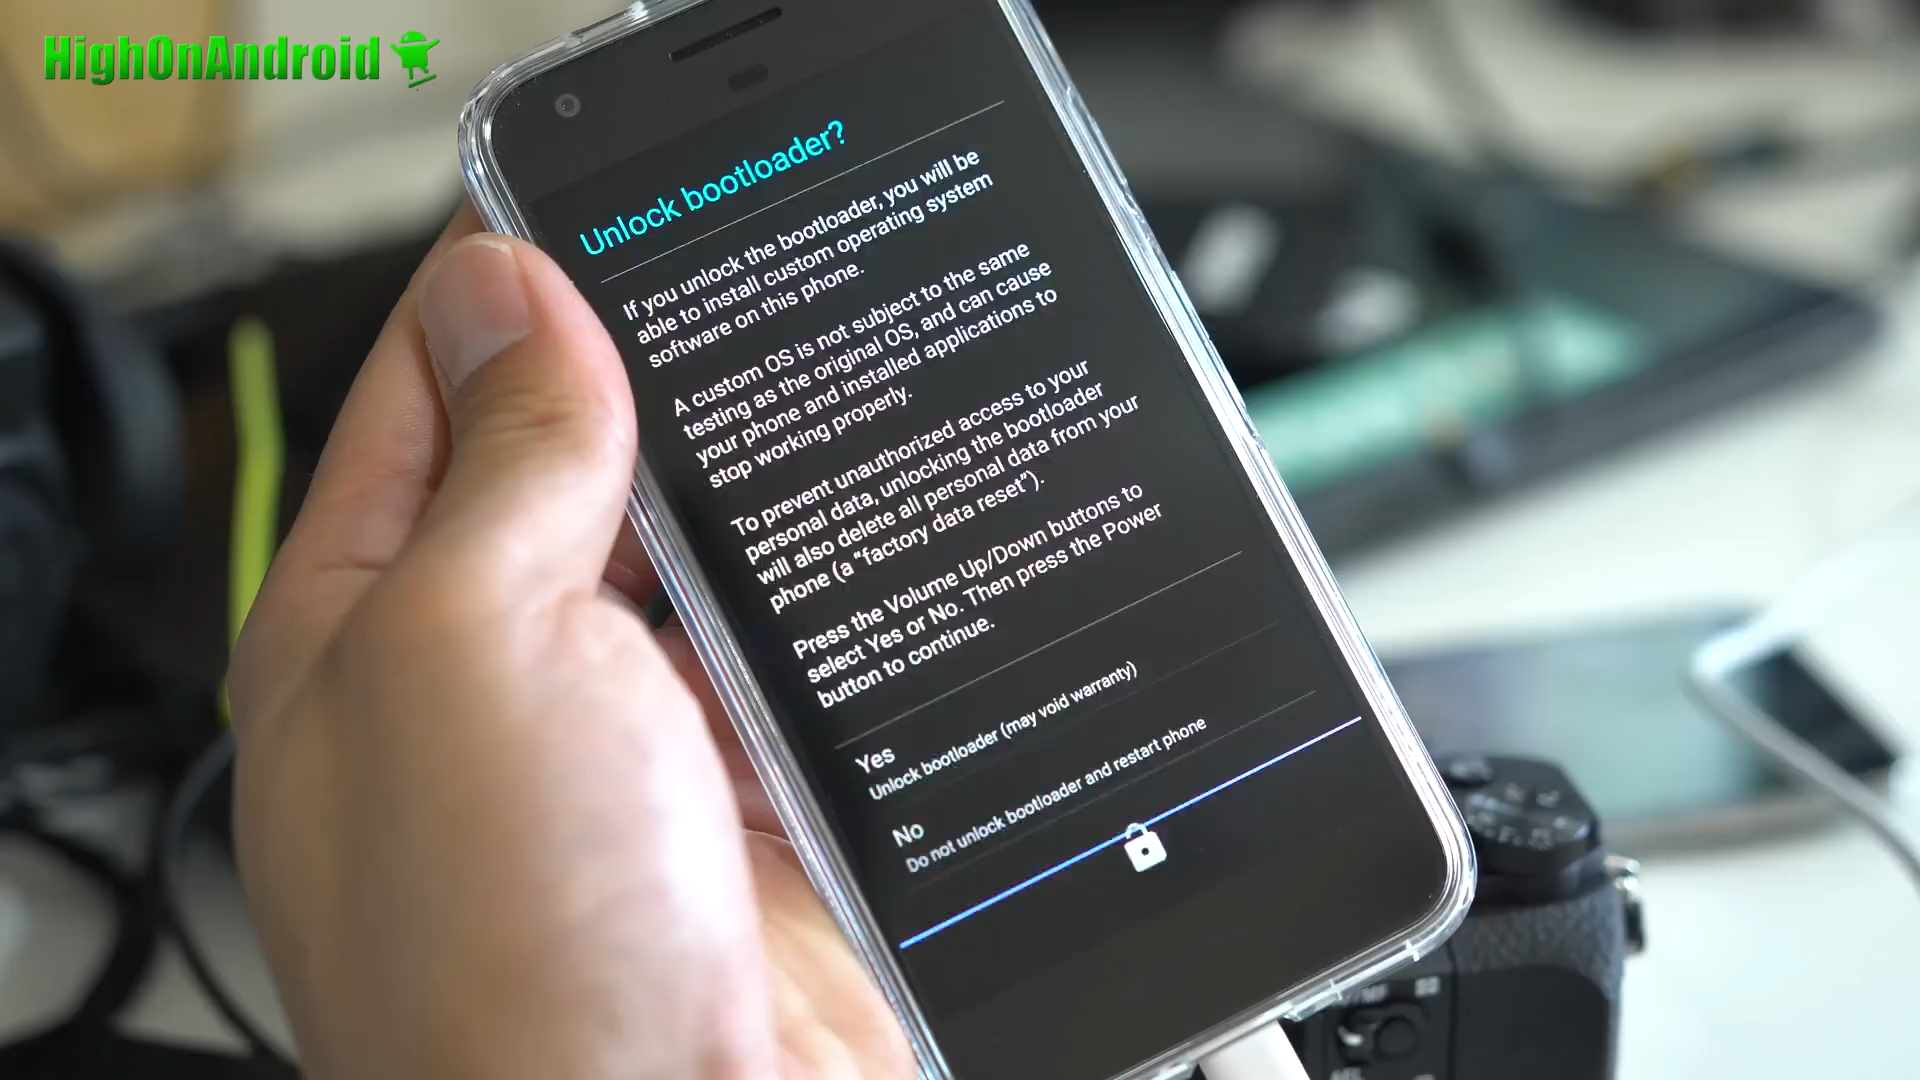 HighOnAndroid
Unlock bootloader?
If you unlock the bootloader, you will be
able to install custom operating system
software on this phone.
A custom OS is not subject to the same
testing as the original OS, and can cause
your phone and installed applications to
stop working properly.
To prevent unauthorized access to your
personal data, unlocking the bootloader
will also delete all personal data from your
phone (a "factory data reset").
Press the Volume Up/Down buttons to
select Yes or No. Then press the Power
button to continue.
Yes
Unlock bootloader (may void warranty)
No
Do not unlock bootloader and restart phone